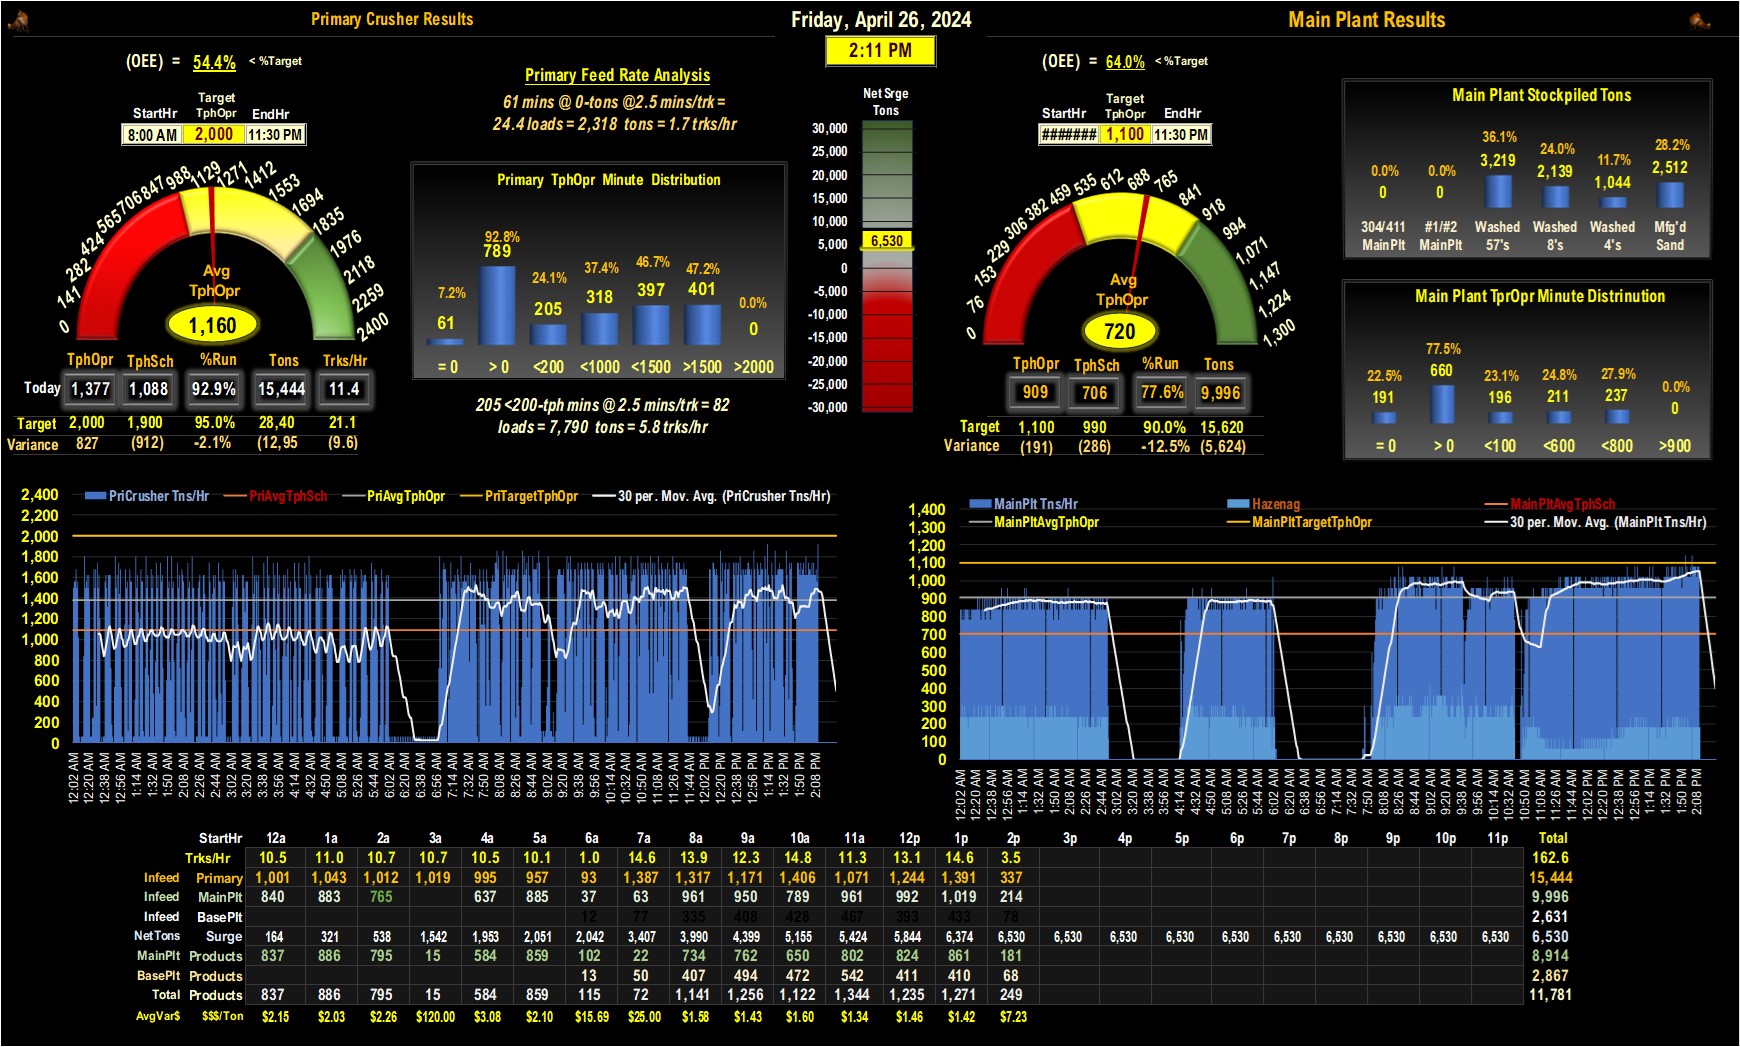 Primary Crusher Results
Friday, April 26, 2024
Main Plant Results
2:11 PM
(OEE) = 54.4% < %Target
StartHr Target TphOpr EndHr
8:00 AM 2,000 11:30 PM
Primary Feed Rate Analysis
61 mins @ 0-tons @2.5 mins/trk =
24.4 loads = 2,318 tons = 1.7 trks/hr
0 141 282 424 565 706 847 988 1129 1271 1412 1553 1694 1835 1976 2118 2259 2400
Avg
TphOpr
1,160
TphOpr TphSch %Run Tons Trks/Hr
Today 1,377 1,088 92.9% 15,444 11.4
Target 2,000 1,900 95.0% 28,40 21.1
Variance 827 (912) -2.1% (12,95 (9.6)
Primary TphOpr Minute Distribution
7.2% 92.8% 24.1% 37.4% 46.7% 47.2% 0.0%
61 789 205 318 397 401 0
= 0 > 0 <200 <1000 <1500 >1500 >2000
205 <200-tph mins @ 2.5 mins/trk = 82
loads = 7,790 tons = 5.8 trks/hr
Net Srge
Tons
30,000
25,000
20,000
15,000
10,000
5,000
0
-5,000
-10,000
-15,000
-20,000
-25,000
-30,000
6,530
(OEE) = 64.0% < %Target
StartHr Target TphOpr EndHr
####### 1,100 11:30 PM
0 76 153 229 306 382 459 535 612 688 765 841 918 994 1,071 1,147 1,224 1,300
Avg
TphOpr
720
TphOpr TphSch %Run Tons
909 706 77.6% 9,996
Target 1,100 990 90.0% 15,620
Variance (191) (286) -12.5% (5,624)
Main Plant Stockpiled Tons
0.0% 0.0% 36.1% 24.0% 11.7% 28.2%
0 0 3,219 2,139 1,044 2,512
304/411 #1/#2 Washed Washed Washed Mfg'd
MainPlt MainPlt 57's 8's 4's Sand
Main Plant TprOpr Minute Distrinution
22.5% 77.5% 23.1% 24.8% 27.9% 0.0%
191 660 196 211 237 0
= 0 > 0 <100 <600 <800 >900
PriCrusher Tns/Hr PriAvgTphSch PriAvgTphOpr PriTargetTphOpr 30 per. Mov. Avg. (PriCrusher Tns/Hr)
2,400
2,200
2,000
1,800
1,600
1,400
1,200
1,000
800
600
400
200
0
12:02 AM 12:20 AM 12:38 AM 12:56 AM 1:14 AM 1:32 AM 1:50 AM 2:08 AM 2:26 AM 2:44 AM 3:02 AM 3:20 AM 3:38 AM 3:56 AM 4:14 AM 4:32 AM 4:50 AM 5:08 AM 5:26 AM 5:44 AM 6:02 AM 6:20 AM 6:38 AM 6:56 AM 7:14 AM 7:32 AM 7:50 AM 8:08 AM 8:26 AM 8:44 AM 9:02 AM 9:20 AM 9:38 AM 9:56 AM 10:14 AM 10:32 AM 10:50 AM 11:08 AM 11:26 AM 11:44 AM 12:02 PM 12:20 PM 12:38 PM 12:56 PM 1:14 PM 1:32 PM 1:50 PM 2:08 PM
MainPlt Tns/Hr Hazenag MainPltAvgTphSch
MainPltAvgTphOpr MainPltTargetTphOpr 30 per. Mov. Avg. (MainPlt Tns/Hr)
1,400
1,300
1,200
1,100
1,000
900
800
700
600
500
400
300
200
100
0
12:02 AM 12:20 AM 12:38 AM 12:56 AM 1:14 AM 1:32 AM 1:50 AM 2:08 AM 2:26 AM 2:44 AM 3:02 AM 3:20 AM 3:38 AM 3:56 AM 4:14 AM 4:32 AM 4:50 AM 5:08 AM 5:26 AM 5:44 AM 6:02 AM 6:20 AM 6:38 AM 6:56 AM 7:14 AM 7:32 AM 7:50 AM 8:08 AM 8:26 AM 8:44 AM 9:02 AM 9:20 AM 9:38 AM 9:56 AM 10:14 AM 10:32 AM 10:50 AM 11:08 AM 11:26 AM 11:44 AM 12:02 PM 12:20 PM 12:38 PM 12:56 PM 1:14 PM 1:32 PM 1:50 PM 2:08 PM
StartHr 12a 1a 2a 3a 4a 5a 6a 7a 8a 9a 10a 11a 12p 1p 2p 3p 4p 5p 6p 7p 8p 9p 10p 11p Total
Trks/Hr 10.5 11.0 10.7 10.7 10.5 10.1 1.0 14.6 13.9 12.3 14.8 11.3 13.1 14.6 3.5 162.6
Infeed Primary 1,001 1,043 1,012 1,019 995 957 93 1,387 1,317 1,171 1,406 1,071 1,244 1,391 337 15,444
Infeed MainPlt 840 883 765 637 885 37 63 961 950 789 961 992 1,019 214 9,996
Infeed BasePlt 12 77 335 408 428 467 393 433 78 2,631
NetTons Surge 164 321 538 1,542 1,953 2,051 2,042 3,407 3,990 4,399 5,155 5,424 5,844 6,374 6,530 6,530 6,530 6,530 6,530 6,530 6,530 6,530 6,530 6,530 6,530
MainPlt Products 837 886 795 15 584 859 102 22 734 762 650 802 824 861 181 8,914
BasePlt Products 13 50 407 494 472 542 411 410 68 2,867
Total Products 837 886 795 15 584 859 115 72 1,141 1,256 1,122 1,344 1,235 1,271 249 11,781
AvgVar$ $$$/Ton $2.15 $2.03 $2.26 $120.00 $3.08 $2.10 $15.69 $25.00 $1.58 $1.43 $1.60 $1.34 $1.46 $1.42 $7.23